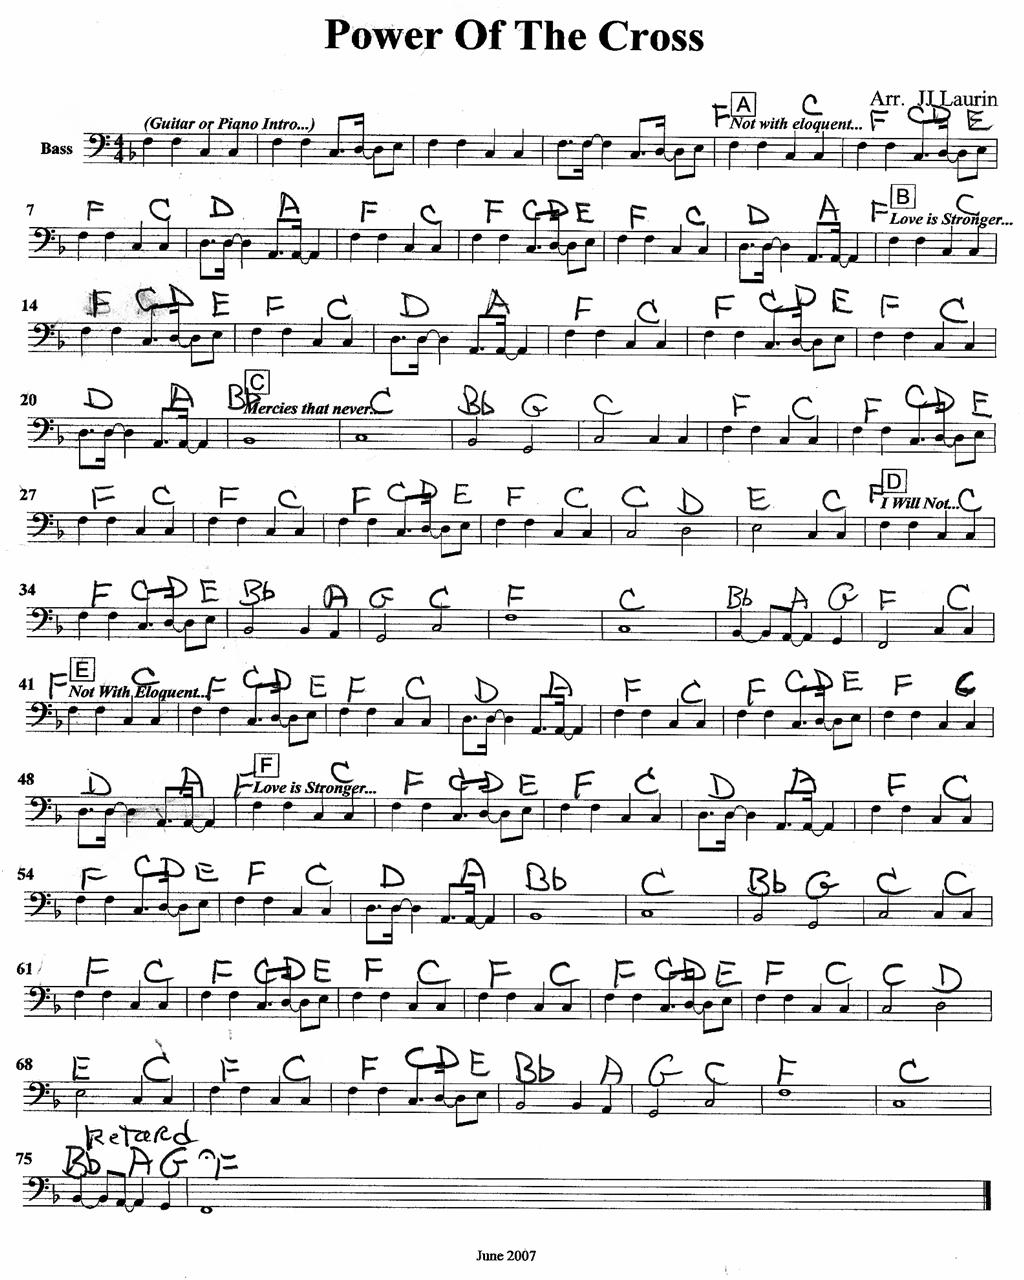 Power Of The Cross
Arr. JJ Laurin
(Guitar or Piano Intro...) A
F Not with eloquent... C F C D E
Bass
7 F C D A F C F C D E F C D A B F Love is Stronger... C
14 F C D E F C D A F C F C D E F C
20 D A C Bb Mercies that never... C Bb G C F C F C D E
27 F C F C F C D E F C C D E C D F I Will Not... C
34 F C D E Bb A G C F C Bb A G F C
E
41 F Not With Eloquent... C F C D E F C D A F C F C D E F C
48 D A F F Love is Stronger... C F C D E F C D A F C
54 F C D E F C D A Bb C Bb G C C
61 F C F C D E F C F C F C D E F C C D
68 E C F C F C D E Bb A G C F C
Retard
75 Bb A G F
June 2007